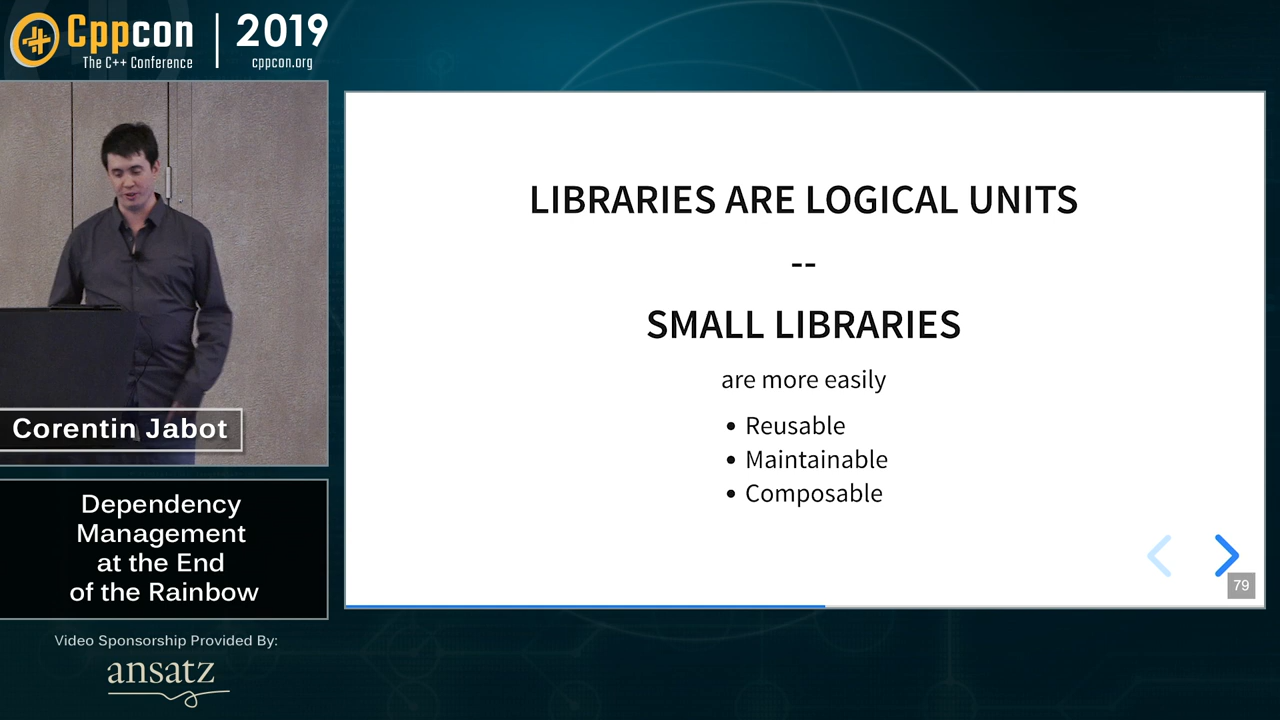 Cppcon
The C++ Conference
2019
cppcon.org
LIBRARIES ARE LOGICAL UNITS
--
SMALL LIBRARIES
are more easily
• Reusable
• Maintainable
• Composable
79
Corentin Jabot
Dependency
Management
at the End
of the Rainbow
Video Sponsorship Provided By:
ansatz